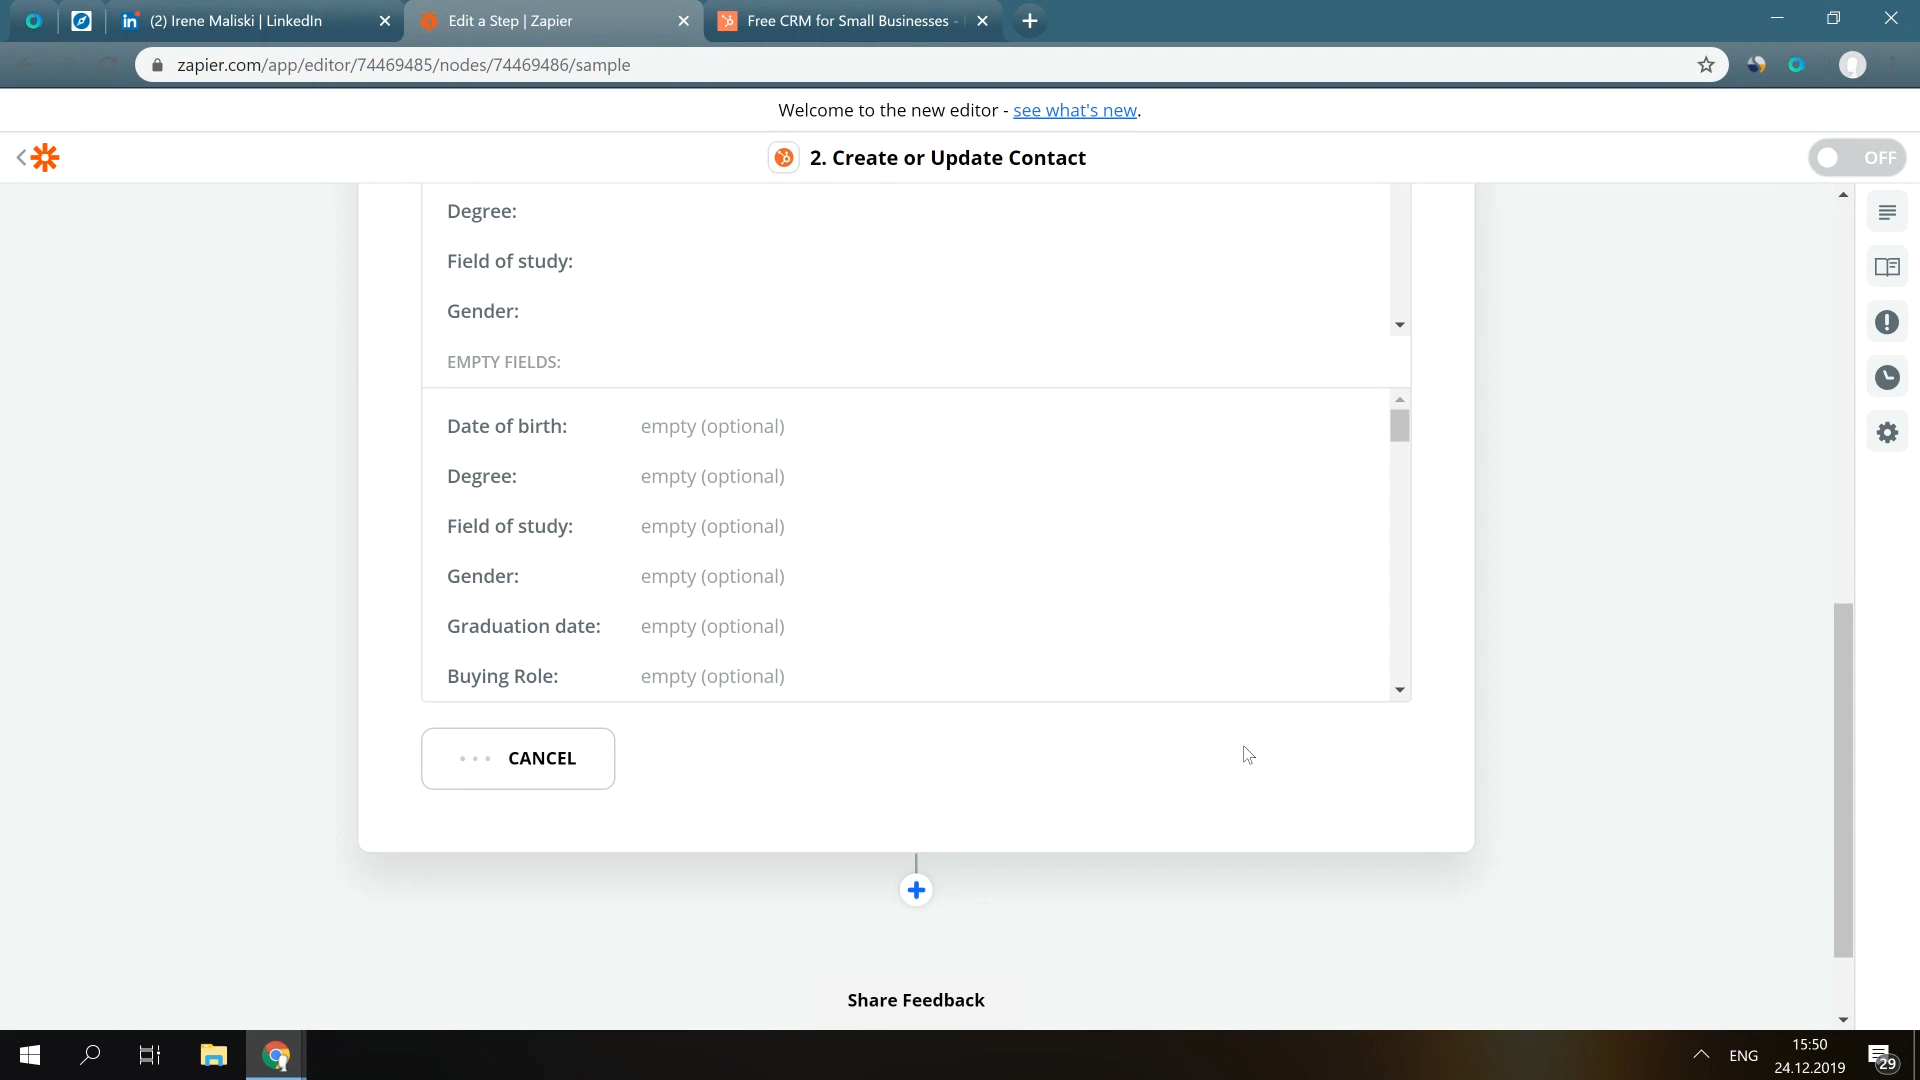 (2) Irene Maliski | LinkedIn
Edit a Step | Zapier
Free CRM for Small Businesses -
zapier.com/app/editor/74469485/nodes/74469486/sample
Welcome to the new editor - see what's new.
2. Create or Update Contact
OFF
Degree:
Field of study:
Gender:
EMPTY FIELDS:
Date of birth: empty (optional)
Degree: empty (optional)
Field of study: empty (optional)
Gender: empty (optional)
Graduation date: empty (optional)
Buying Role: empty (optional)
CANCEL
Share Feedback
ENG
15:50
24.12.2019
29